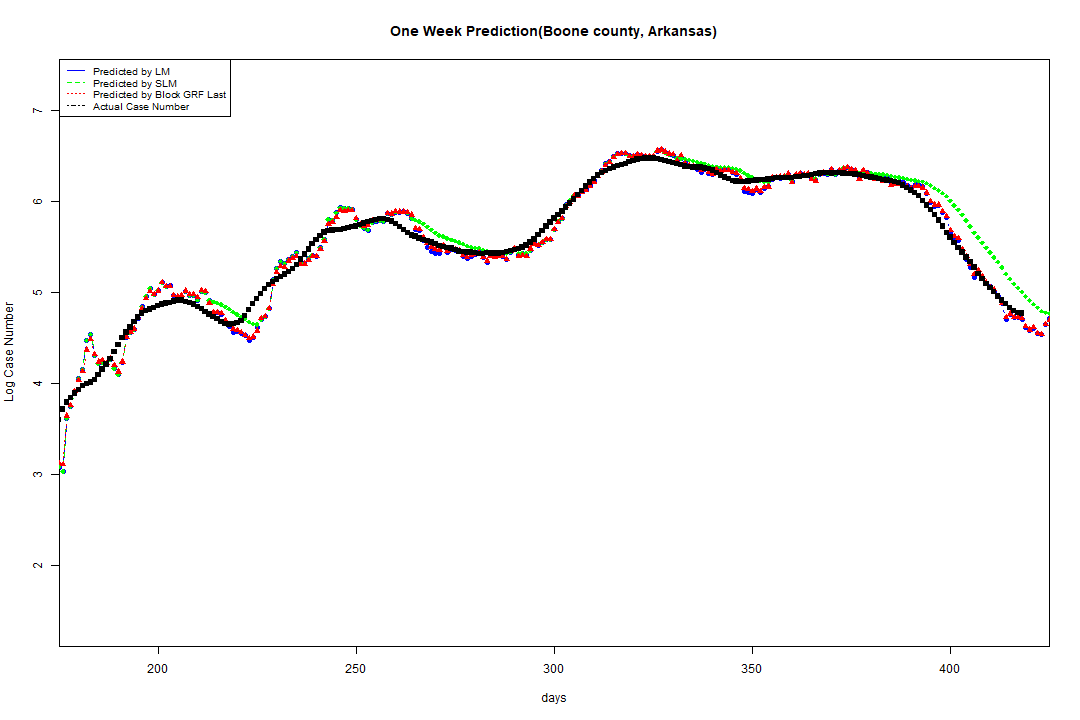 One Week Prediction(Boone county, Arkansas)
Predicted by LM
Predicted by SLM
Predicted by Block GRF Last
Actual Case Number
7
6
5
4
3
2
Log Case Number
200 250 300 350 400
days